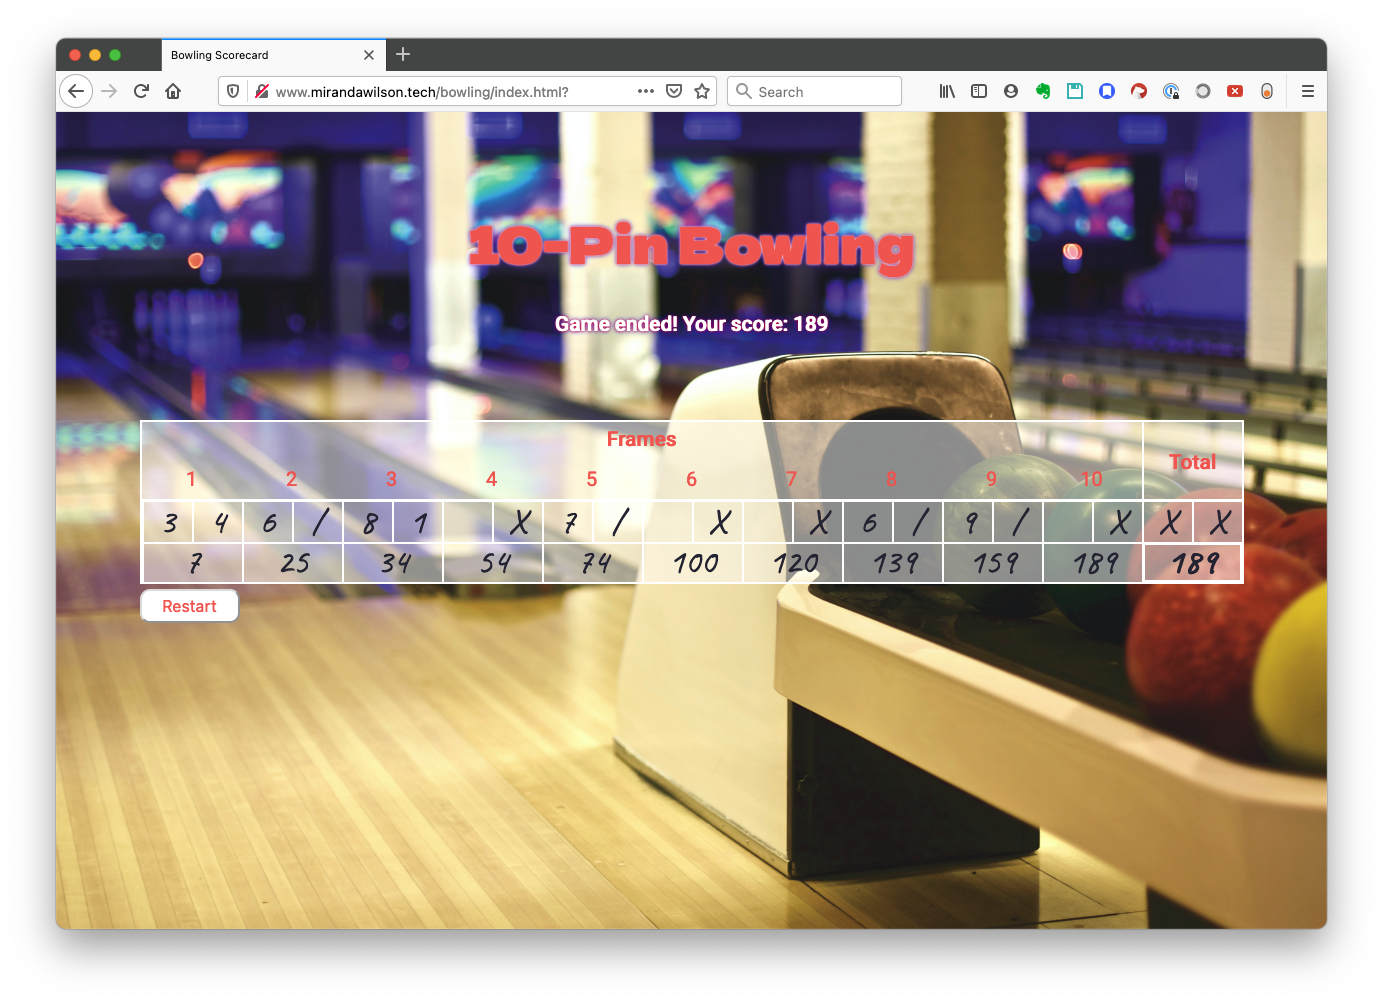 Bowling Scorecard
www.mirandawilson.tech/bowling/index.html?
Search
10-Pin Bowling
Game ended! Your score: 189
Frames
Total
1 2 3 4 5 6 7 8 9 10
3 4 6 / 8 1 X 7 / X X 6 / 9 / X X X
7 25 34 54 74 100 120 139 159 189 189
Restart